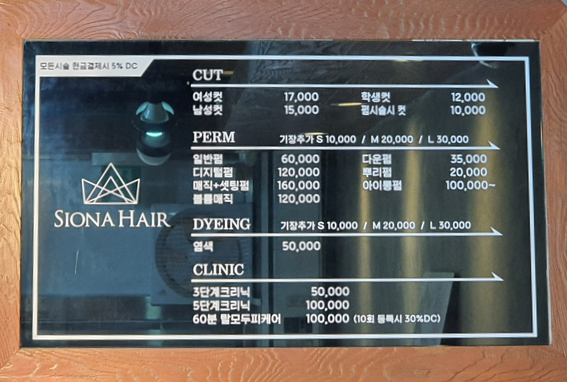 모든시술 현금결제시 5% DC
CUT
여성컷 17,000 학생컷 12,000
남성컷 15,000 펌시술시 컷 10,000
PERM 기장추가 S 10,000 / M 20,000 / L 30,000
일반펌 60,000 다운펌 35,000
디지털펌 120,000 뿌리펌 20,000
매직+셋팅펌 160,000 아이롱펌 100,000~
볼륨매직 120,000
SIONA HAIR
DYEING 기장추가 S 10,000 / M 20,000 / L 30,000
염색 50,000
CLINIC
3단계크리닉 50,000
5단계크리닉 100,000
60분 탈모두피케어 100,000 (10회 등록시 30%DC)